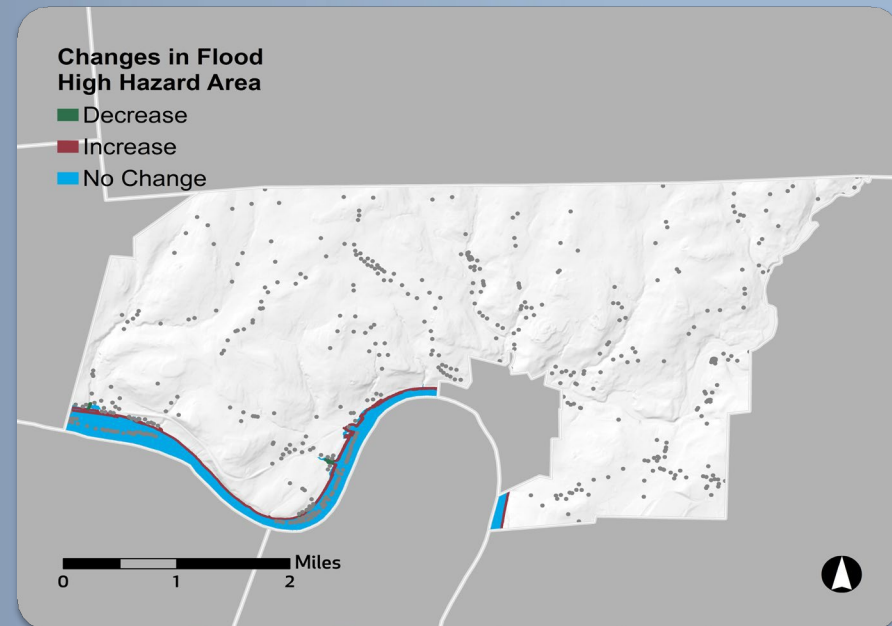 Changes in Flood
High Hazard Area
Decrease
Increase
No Change
Miles
0 1 2